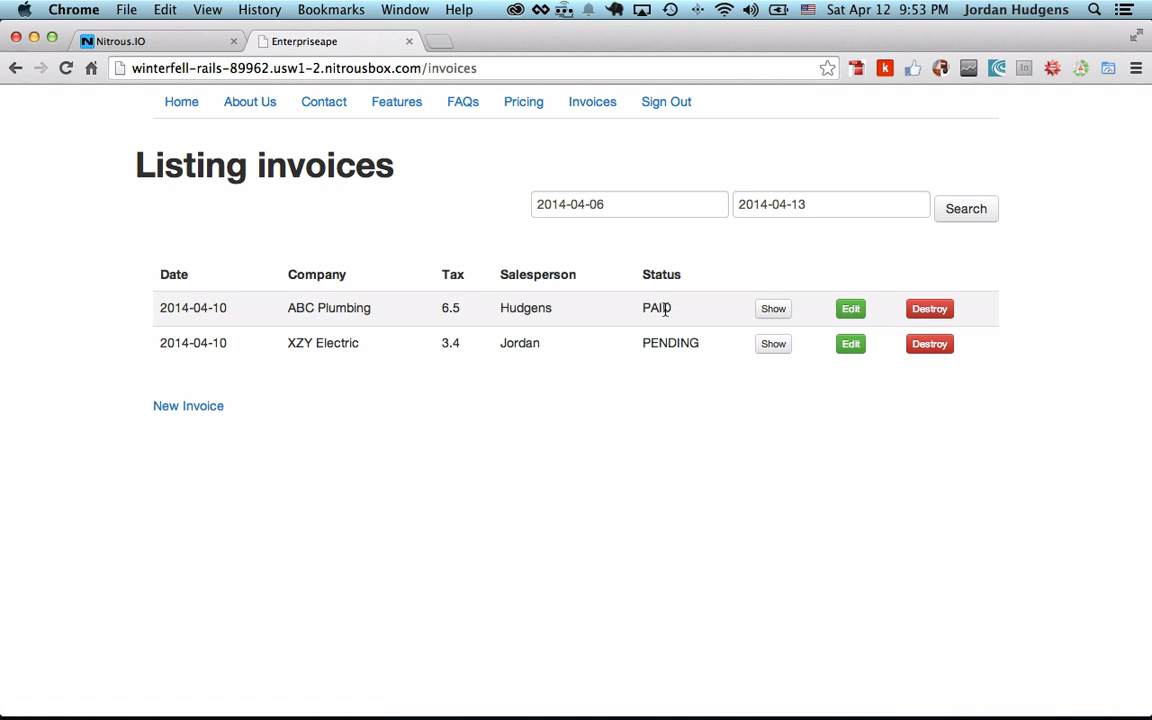 Chrome File Edit View History Bookmarks Window Help Sat Apr 12 9:53 PM Jordan Hudgens
Nitrous.IO Enterpriseape
winterfell-rails-89962.usw1-2.nitrousbox.com/invoices
Home About Us Contact Features FAQs Pricing Invoices Sign Out
Listing invoices
2014-04-06 2014-04-13 Search
Date Company Tax Salesperson Status
2014-04-10 ABC Plumbing 6.5 Hudgens PAID Show Edit Destroy
2014-04-10 XZY Electric 3.4 Jordan PENDING Show Edit Destroy
New Invoice